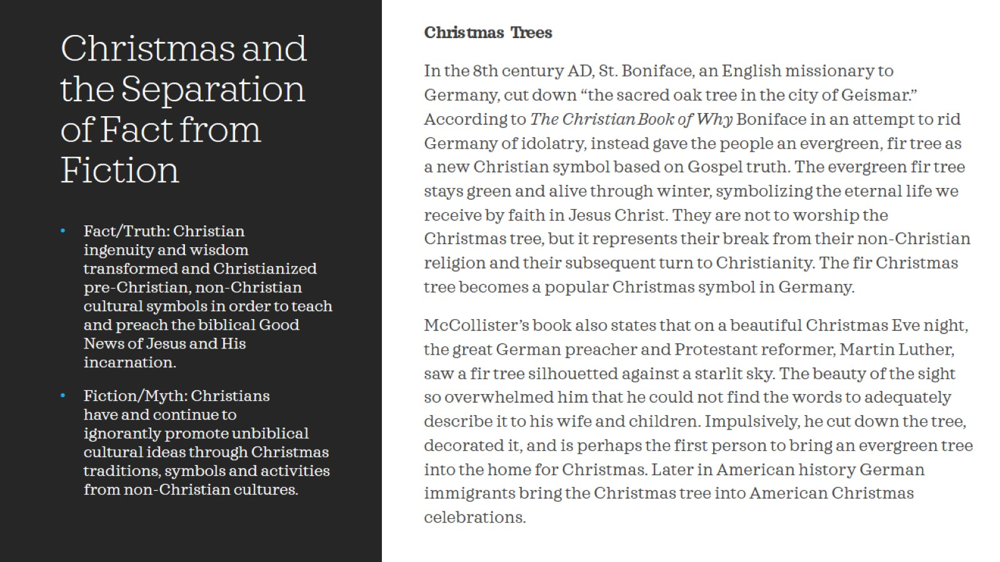 Christmas and
the Separation
of Fact from
Fiction
• Fact/Truth: Christian
ingenuity and wisdom
transformed and Christianized
pre-Christian, non-Christian
cultural symbols in order to teach
and preach the biblical Good
News of Jesus and His
incarnation.
• Fiction/Myth: Christians
have and continue to
ignorantly promote unbiblical
cultural ideas through Christmas
traditions, symbols and activities
from non-Christian cultures.
Christmas Trees
In the 8th century AD, St. Boniface, an English missionary to
Germany, cut down “the sacred oak tree in the city of Geismar.”
According to The Christian Book of Why Boniface in an attempt to rid
Germany of idolatry, instead gave the people an evergreen, fir tree as
a new Christian symbol based on Gospel truth. The evergreen fir tree
stays green and alive through winter, symbolizing the eternal life we
receive by faith in Jesus Christ. They are not to worship the
Christmas tree, but it represents their break from their non-Christian
religion and their subsequent turn to Christianity. The fir Christmas
tree becomes a popular Christmas symbol in Germany.
McCollister’s book also states that on a beautiful Christmas Eve night,
the great German preacher and Protestant reformer, Martin Luther,
saw a fir tree silhouetted against a starlit sky. The beauty of the sight
so overwhelmed him that he could not find the words to adequately
describe it to his wife and children. Impulsively, he cut down the tree,
decorated it, and is perhaps the first person to bring an evergreen tree
into the home for Christmas. Later in American history German
immigrants bring the Christmas tree into American Christmas
celebrations.